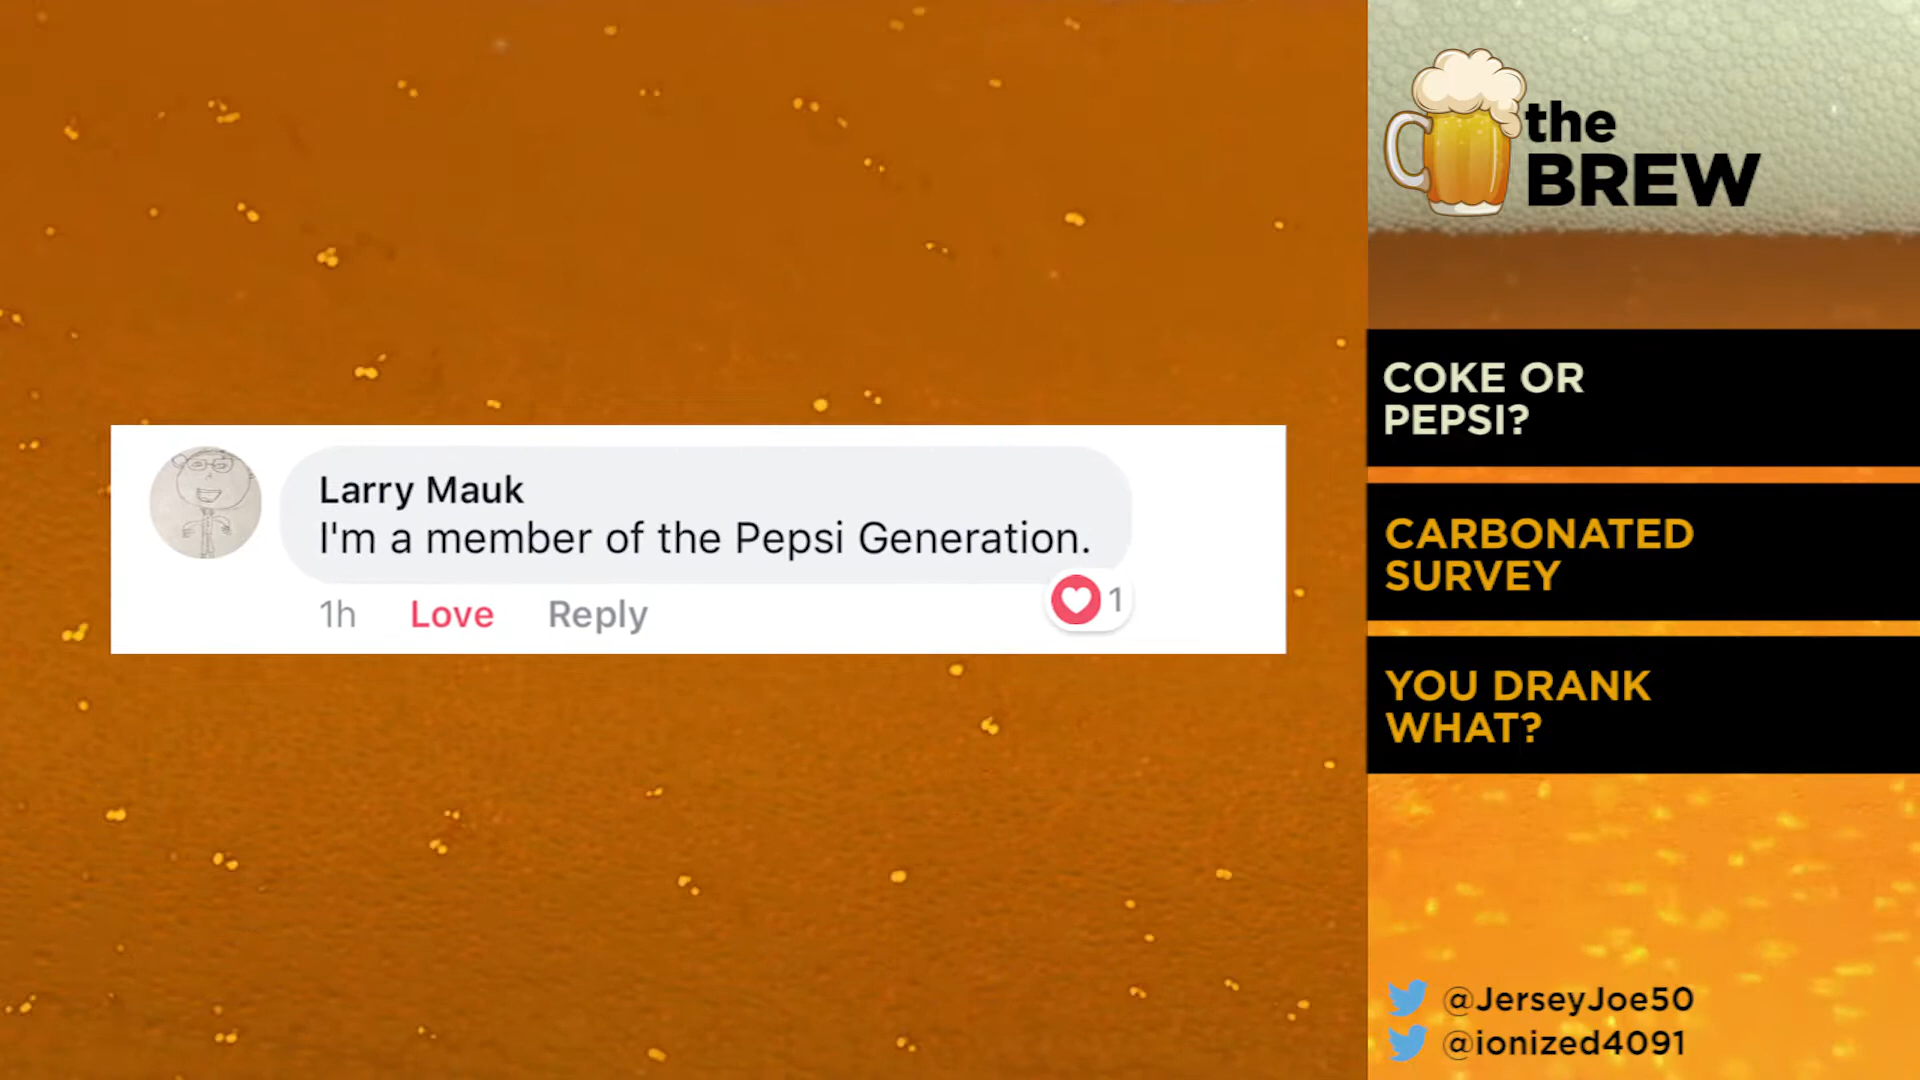 the
BREW
COKE OR
PEPSI?
CARBONATED
SURVEY
YOU DRANK
WHAT?
Larry Mauk
I'm a member of the Pepsi Generation.
1h Love Reply 1
@JerseyJoe50
@ionized4091